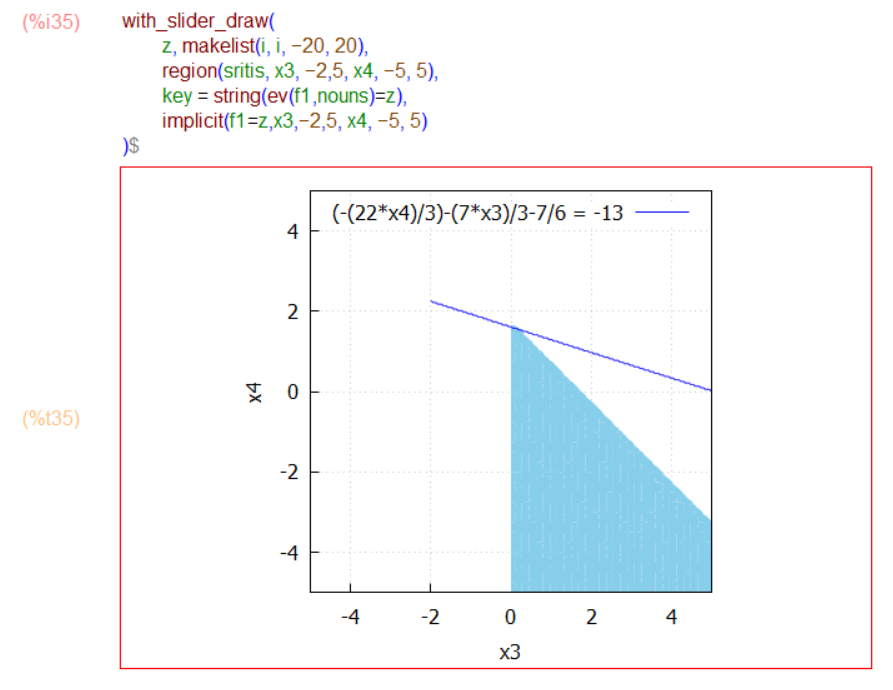 (%i35) with_slider_draw(
z, makelist(i, i, −20, 20),
region(sritis, x3, −2,5, x4, −5, 5),
key = string(ev(f1,nouns)=z),
implicit(f1=z,x3,−2,5, x4, −5, 5)
)$
(-(22*x4)/3)-(7*x3)/3-7/6 = -13
4
2
0
-2
-4
x4
(%t35)
-4 -2 0 2 4
x3